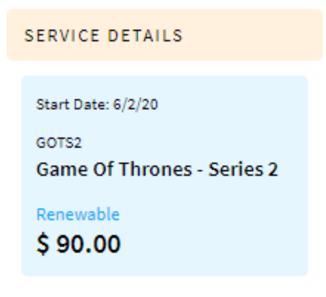 SERVICE DETAILS
Start Date: 6/2/20
GOTS2
Game Of Thrones - Series 2
Renewable
$ 90.00